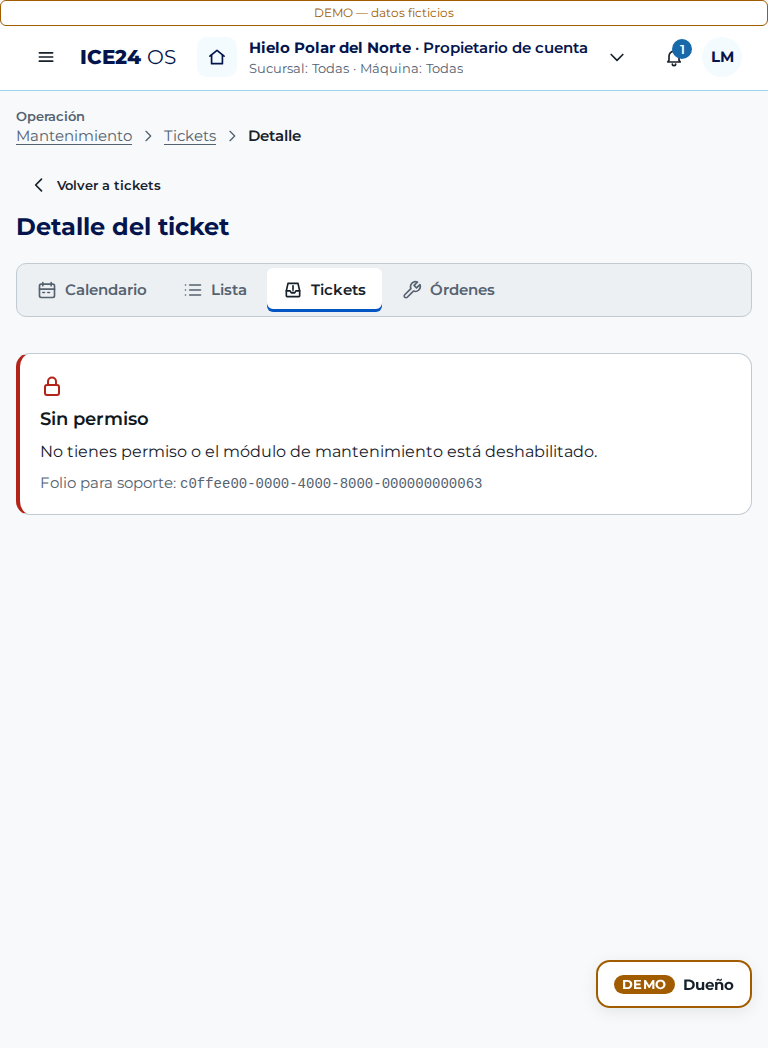 DEMO — datos ficticios
ICE24 OS
Hielo Polar del Norte · Propietario de cuenta
Sucursal: Todas · Máquina: Todas
1
LM
Operación
Mantenimiento > Tickets > Detalle
Volver a tickets
Detalle del ticket
Calendario Lista Tickets Órdenes
Sin permiso
No tienes permiso o el módulo de mantenimiento está deshabilitado.
Folio para soporte: c0ffee00-0000-4000-8000-000000000063
DEMO Dueño